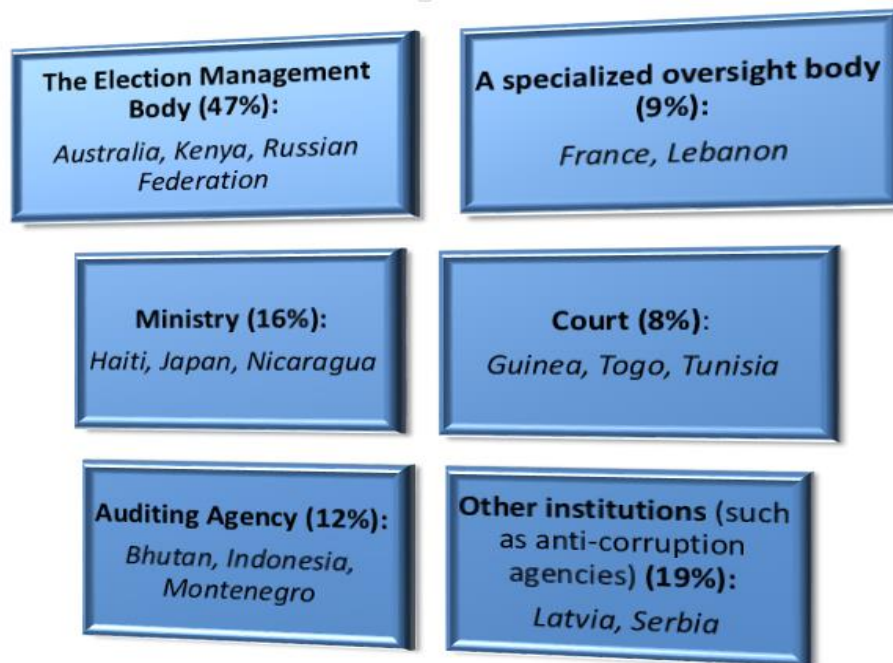 The Election Management
Body (47%):
Australia, Kenya, Russian
Federation
A specialized oversight body
(9%):
France, Lebanon
Ministry (16%):
Haiti, Japan, Nicaragua
Court (8%):
Guinea, Togo, Tunisia
Auditing Agency (12%):
Bhutan, Indonesia,
Montenegro
Other institutions (such
as anti-corruption
agencies) (19%):
Latvia, Serbia